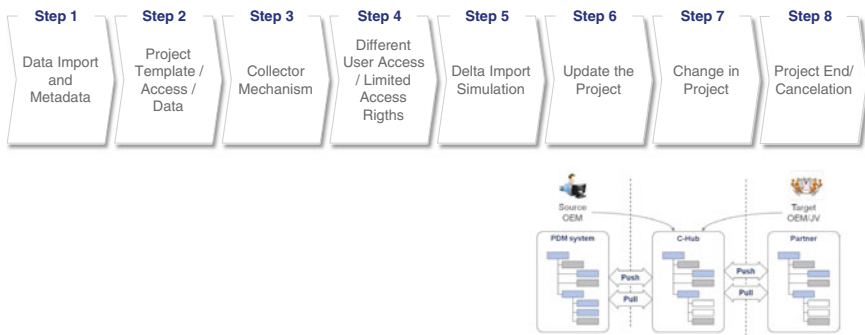 Step 1
Step 2
Step 3
Step 4
Step 5
Step 6
Step 7
Step 8
Data Import
and
Metadata
Project
Template /
Access /
Data
Collector
Mechanism
Different
User Access
/ Limited
Access
Rigths
Delta Import
Simulation
Update the
Project
Change in
Project
Project End/
Cancelation
Source
OEM
Target
OEM/JV
PDM system
C-Hub
Partner
Push
Pull
Push
Pull